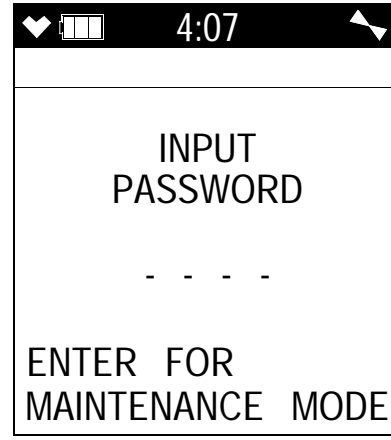 4:07
INPUT
PASSWORD
- - - -
ENTER FOR
MAINTENANCE MODE